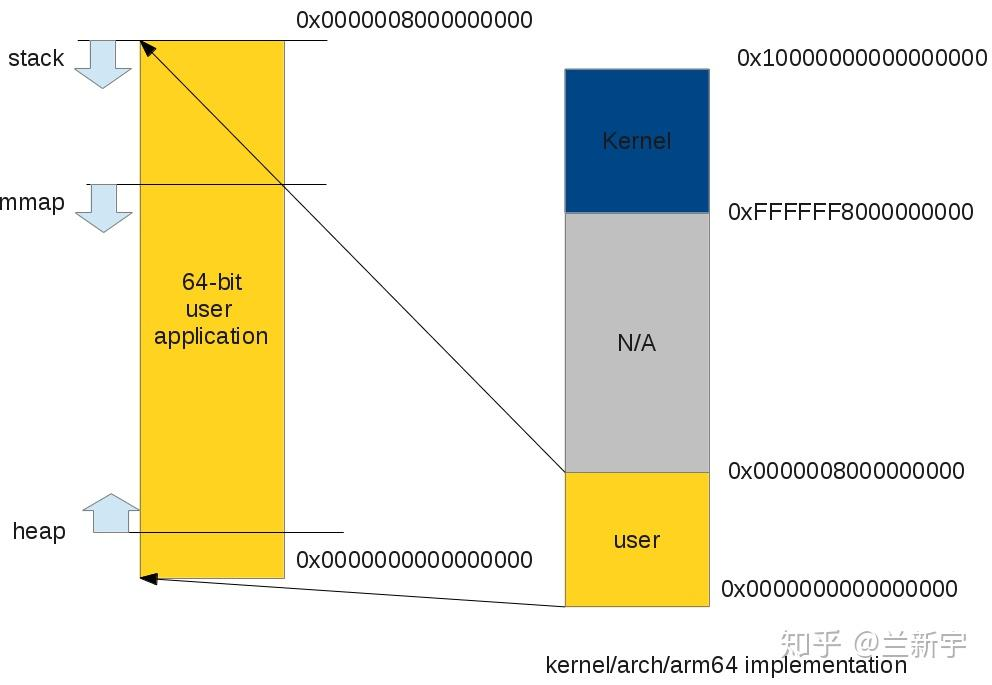 0x0000008000000000
stack
0x10000000000000000
Kernel
mmap
0xFFFFFF8000000000
64-bit
user
application
N/A
0x0000008000000000
heap
user
0x0000000000000000
0x0000000000000000
知乎 @兰新宇
kernel/arch/arm64 implementation